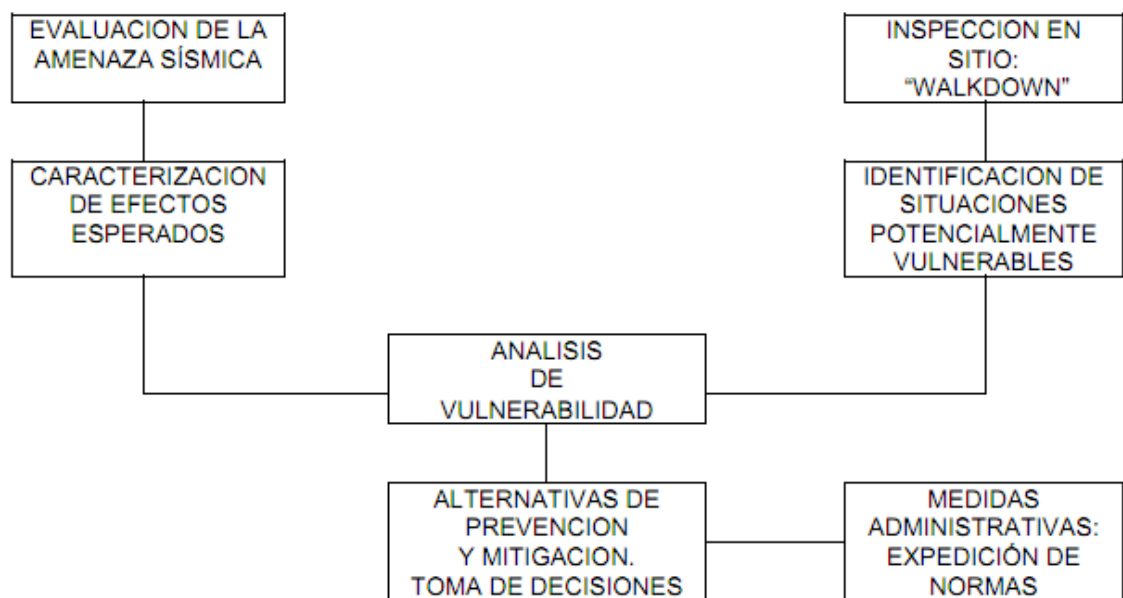 EVALUACION DE LA
AMENAZA SÍSMICA
INSPECCION EN
SITIO:
“WALKDOWN”
CARACTERIZACION
DE EFECTOS
ESPERADOS
IDENTIFICACION DE
SITUACIONES
POTENCIALMENTE
VULNERABLES
ANALISIS
DE
VULNERABILIDAD
ALTERNATIVAS DE
PREVENCION
Y MITIGACION.
TOMA DE DECISIONES
MEDIDAS
ADMINISTRATIVAS:
EXPEDICIÓN DE
NORMAS